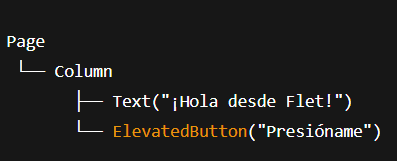 Page
└── Column
├── Text("¡Hola desde Flet!")
└── ElevatedButton("Presióname")